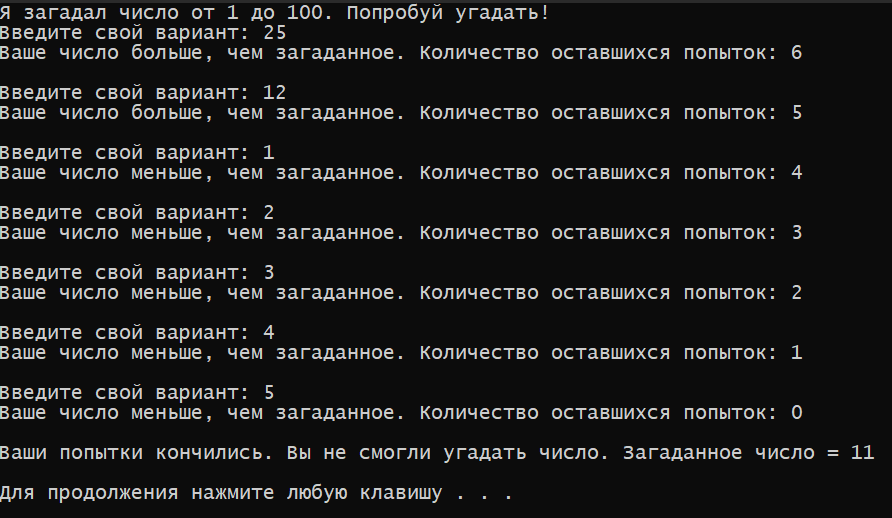 Я загадал число от 1 до 100. Попробуй угадать!
Введите свой вариант: 25
Ваше число больше, чем загаданное. Количество оставшихся попыток: 6
Введите свой вариант: 12
Ваше число больше, чем загаданное. Количество оставшихся попыток: 5
Введите свой вариант: 1
Ваше число меньше, чем загаданное. Количество оставшихся попыток: 4
Введите свой вариант: 2
Ваше число меньше, чем загаданное. Количество оставшихся попыток: 3
Введите свой вариант: 3
Ваше число меньше, чем загаданное. Количество оставшихся попыток: 2
Введите свой вариант: 4
Ваше число меньше, чем загаданное. Количество оставшихся попыток: 1
Введите свой вариант: 5
Ваше число меньше, чем загаданное. Количество оставшихся попыток: 0
Ваши попытки кончились. Вы не смогли угадать число. Загаданное число = 11
Для продолжения нажмите любую клавишу . . .